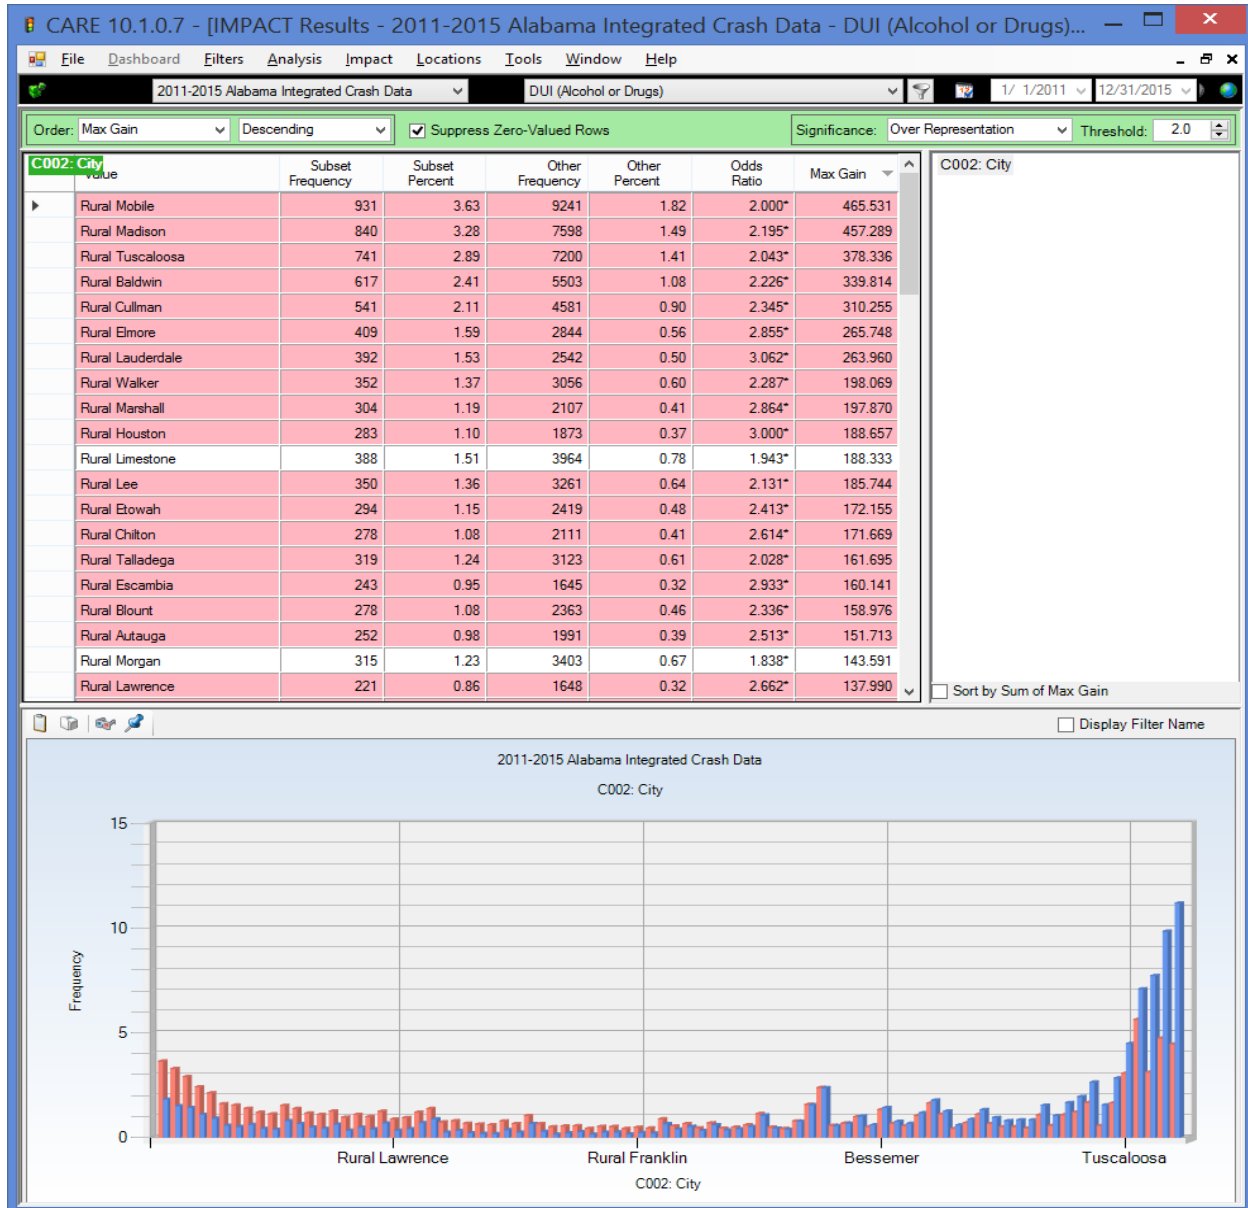 CARE 10.1.0.7 - [IMPACT Results - 2011-2015 Alabama Integrated Crash Data - DUI (Alcohol or Drugs)...
File Dashboard Filters Analysis Impact Locations Tools Window Help
2011-2015 Alabama Integrated Crash Data DUI (Alcohol or Drugs) 1/ 1/2011 12/31/2015
Order: Max Gain Descending Suppress Zero-Valued Rows Significance: Over Representation Threshold: 2.0
C002: City Value Subset Frequency Subset Percent Other Frequency Other Percent Odds Ratio Max Gain C002: City
Rural Mobile 931 3.63 9241 1.82 2.000* 465.531
Rural Madison 840 3.28 7598 1.49 2.195* 457.289
Rural Tuscaloosa 741 2.89 7200 1.41 2.043* 378.336
Rural Baldwin 617 2.41 5503 1.08 2.226* 339.814
Rural Cullman 541 2.11 4581 0.90 2.345* 310.255
Rural Elmore 409 1.59 2844 0.56 2.855* 265.748
Rural Lauderdale 392 1.53 2542 0.50 3.062* 263.960
Rural Walker 352 1.37 3056 0.60 2.287* 198.069
Rural Marshall 304 1.19 2107 0.41 2.864* 197.870
Rural Houston 283 1.10 1873 0.37 3.000* 188.657
Rural Limestone 388 1.51 3964 0.78 1.943* 188.333
Rural Lee 350 1.36 3261 0.64 2.131* 185.744
Rural Etowah 294 1.15 2419 0.48 2.413* 172.155
Rural Chilton 278 1.08 2111 0.41 2.614* 171.669
Rural Talladega 319 1.24 3123 0.61 2.028* 161.695
Rural Escambia 243 0.95 1645 0.32 2.933* 160.141
Rural Blount 278 1.08 2363 0.46 2.336* 158.976
Rural Autauga 252 0.98 1991 0.39 2.513* 151.713
Rural Morgan 315 1.23 3403 0.67 1.838* 143.591
Rural Lawrence 221 0.86 1648 0.32 2.662* 137.990
Sort by Sum of Max Gain
Display Filter Name
2011-2015 Alabama Integrated Crash Data
C002: City
15
10
5
0
Frequency
Rural Lawrence Rural Franklin Bessemer Tuscaloosa
C002: City